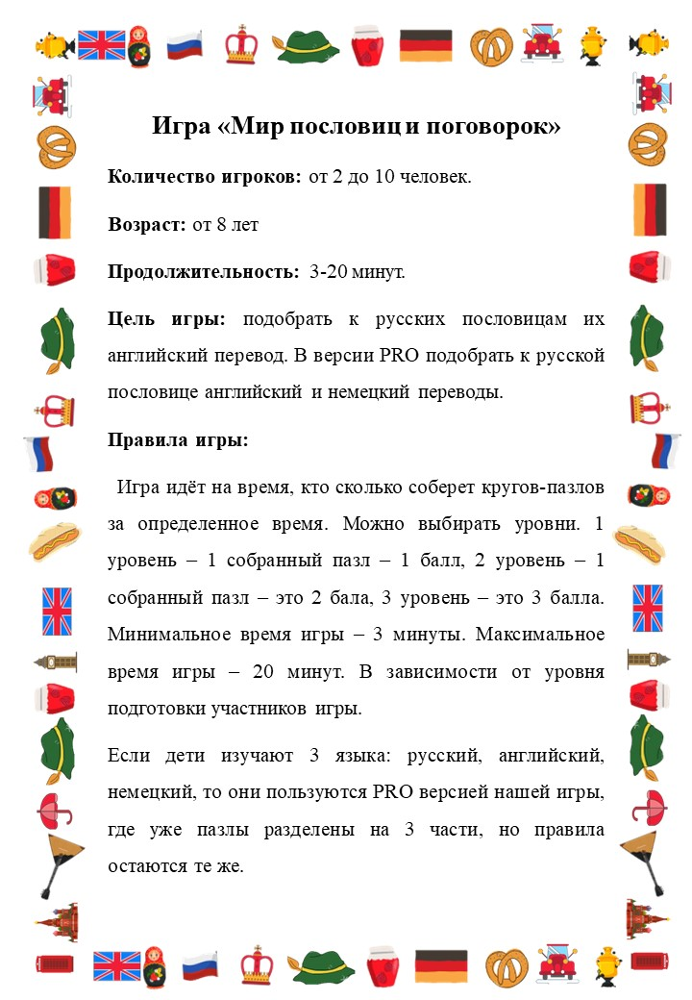 Игра «Мир пословиц и поговорок»
Количество игроков: от 2 до 10 человек.
Возраст: от 8 лет
Продолжительность: 3-20 минут.
Цель игры: подобрать к русских пословицам их
английский перевод. В версии PRO подобрать к русской
пословице английский и немецкий переводы.
Правила игры:
Игра идёт на время, кто сколько соберет кругов-пазлов
за определенное время. Можно выбирать уровни. 1
уровень – 1 собранный пазл – 1 балл, 2 уровень – 1
собранный пазл – это 2 бала, 3 уровень – это 3 балла.
Минимальное время игры – 3 минуты. Максимальное
время игры – 20 минут. В зависимости от уровня
подготовки участников игры.
Если дети изучают 3 языка: русский, английский,
немецкий, то они пользуются PRO версией нашей игры,
где уже пазлы разделены на 3 части, но правила
остаются те же.